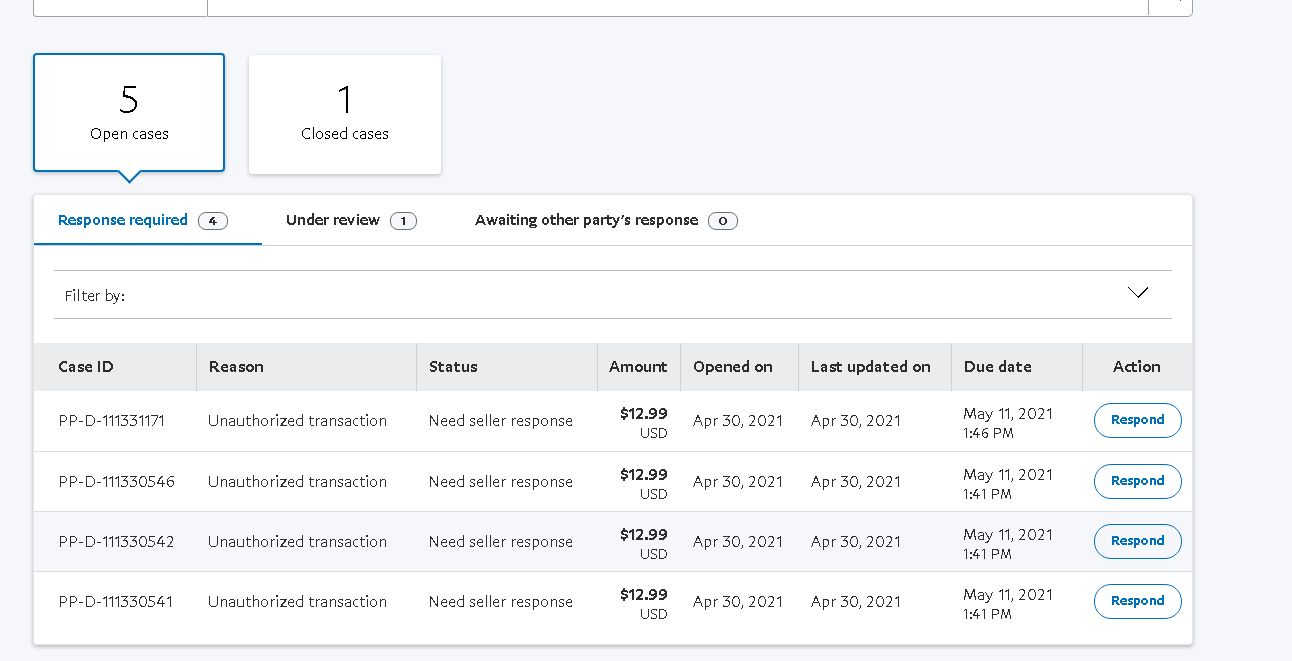 5
Open cases
1
Closed cases
Response required 4 Under review 1 Awaiting other party's response 0
Filter by:
Case ID Reason Status Amount Opened on Last updated on Due date Action
PP-D-111331171 Unauthorized transaction Need seller response $12.99 USD Apr 30, 2021 Apr 30, 2021 May 11, 2021 1:46 PM Respond
PP-D-111330546 Unauthorized transaction Need seller response $12.99 USD Apr 30, 2021 Apr 30, 2021 May 11, 2021 1:41 PM Respond
PP-D-111330542 Unauthorized transaction Need seller response $12.99 USD Apr 30, 2021 Apr 30, 2021 May 11, 2021 1:41 PM Respond
PP-D-111330541 Unauthorized transaction Need seller response $12.99 USD Apr 30, 2021 Apr 30, 2021 May 11, 2021 1:41 PM Respond